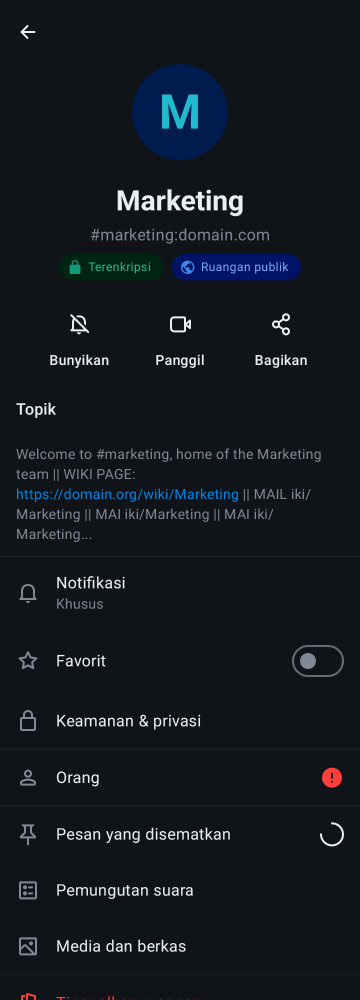 M
Marketing
#marketing:domain.com
Terenkripsi
Ruangan publik
Bunyikan
Panggil
Bagikan
Topik
Welcome to #marketing, home of the Marketing
team || WIKI PAGE:
https://domain.org/wiki/Marketing || MAIL iki/
Marketing || MAI iki/Marketing || MAI iki/
Marketing...
Notifikasi
Khusus
Favorit
Keamanan & privasi
Orang
Pesan yang disematkan
Pemungutan suara
Media dan berkas